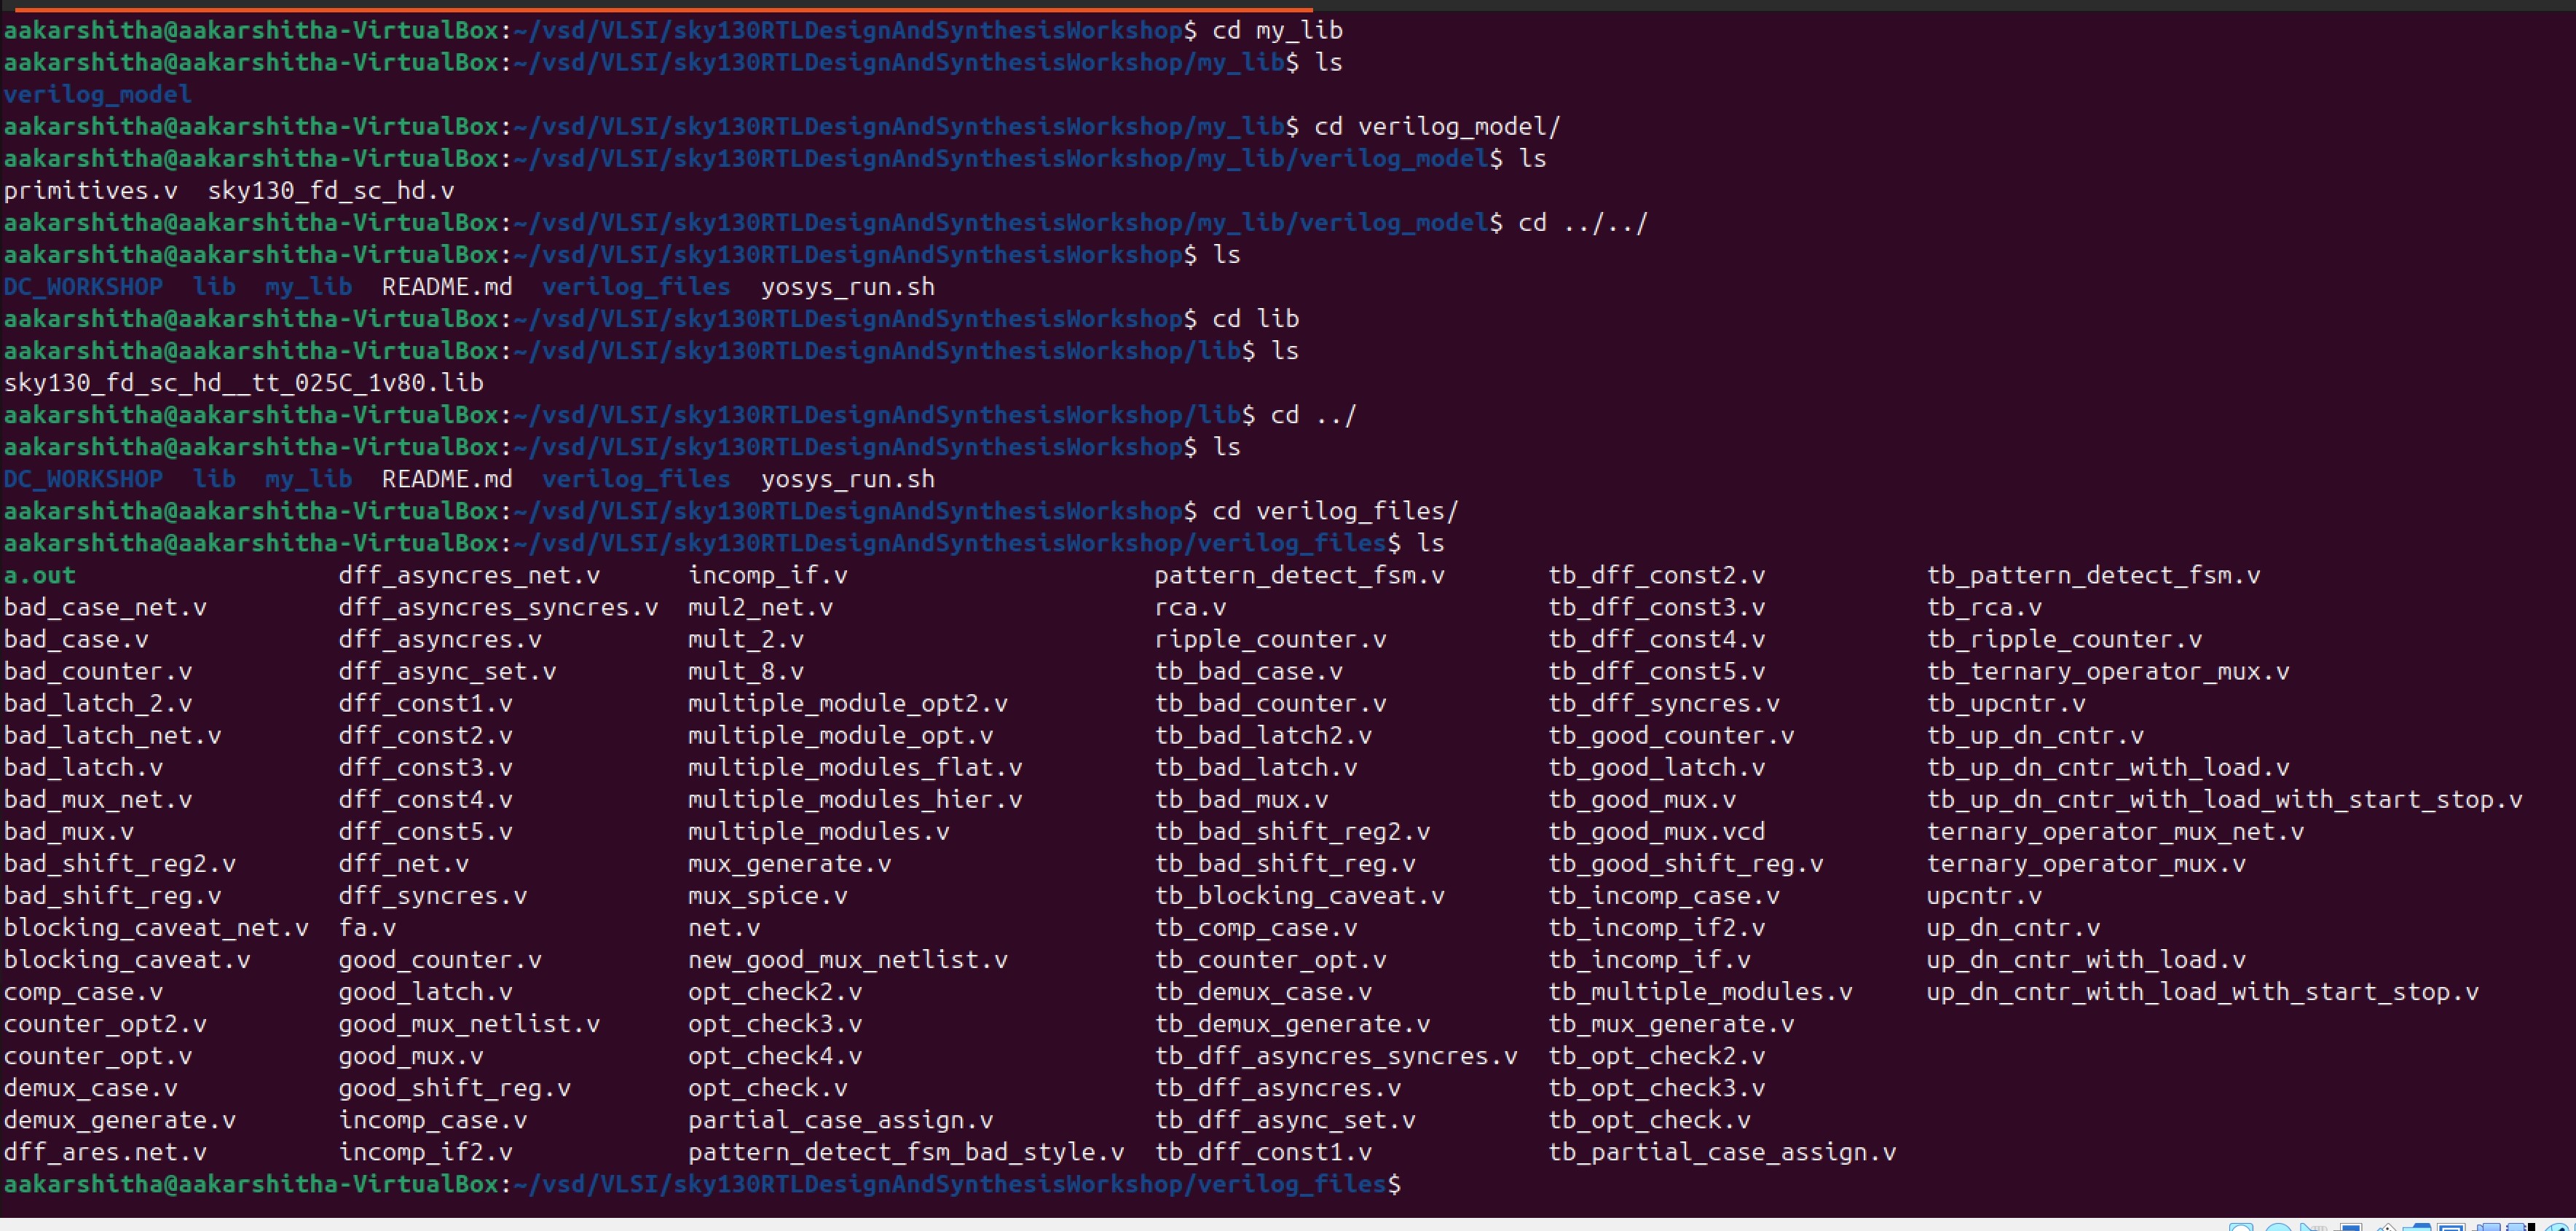 aakarshitha@aakarshitha-VirtualBox:~/vsd/VLSI/sky130RTLDesignAndSynthesisWorkshop$ cd my_lib
aakarshitha@aakarshitha-VirtualBox:~/vsd/VLSI/sky130RTLDesignAndSynthesisWorkshop/my_lib$ ls
verilog_model
aakarshitha@aakarshitha-VirtualBox:~/vsd/VLSI/sky130RTLDesignAndSynthesisWorkshop/my_lib$ cd verilog_model/
aakarshitha@aakarshitha-VirtualBox:~/vsd/VLSI/sky130RTLDesignAndSynthesisWorkshop/my_lib/verilog_model$ ls
primitives.v  sky130_fd_sc_hd.v
aakarshitha@aakarshitha-VirtualBox:~/vsd/VLSI/sky130RTLDesignAndSynthesisWorkshop/my_lib/verilog_model$ cd ../../
aakarshitha@aakarshitha-VirtualBox:~/vsd/VLSI/sky130RTLDesignAndSynthesisWorkshop$ ls
DC_WORKSHOP  lib  my_lib  README.md  verilog_files  yosys_run.sh
aakarshitha@aakarshitha-VirtualBox:~/vsd/VLSI/sky130RTLDesignAndSynthesisWorkshop$ cd lib
aakarshitha@aakarshitha-VirtualBox:~/vsd/VLSI/sky130RTLDesignAndSynthesisWorkshop/lib$ ls
sky130_fd_sc_hd__tt_025C_1v80.lib
aakarshitha@aakarshitha-VirtualBox:~/vsd/VLSI/sky130RTLDesignAndSynthesisWorkshop/lib$ cd ../
aakarshitha@aakarshitha-VirtualBox:~/vsd/VLSI/sky130RTLDesignAndSynthesisWorkshop$ ls
DC_WORKSHOP  lib  my_lib  README.md  verilog_files  yosys_run.sh
aakarshitha@aakarshitha-VirtualBox:~/vsd/VLSI/sky130RTLDesignAndSynthesisWorkshop$ cd verilog_files/
aakarshitha@aakarshitha-VirtualBox:~/vsd/VLSI/sky130RTLDesignAndSynthesisWorkshop/verilog_files$ ls
a.out  dff_asyncres_net.v  incomp_if.v  pattern_detect_fsm.v  tb_dff_const2.v  tb_pattern_detect_fsm.v
bad_case_net.v  dff_asyncres_syncres.v  mul2_net.v  rca.v  tb_dff_const3.v  tb_rca.v
bad_case.v  dff_asyncres.v  mult_2.v  ripple_counter.v  tb_dff_const4.v  tb_ripple_counter.v
bad_counter.v  dff_async_set.v  mult_8.v  tb_bad_case.v  tb_dff_const5.v  tb_ternary_operator_mux.v
bad_latch_2.v  dff_const1.v  multiple_module_opt2.v  tb_bad_counter.v  tb_dff_syncres.v  tb_upcntr.v
bad_latch_net.v  dff_const2.v  multiple_module_opt.v  tb_bad_latch2.v  tb_good_counter.v  tb_up_dn_cntr.v
bad_latch.v  dff_const3.v  multiple_modules_flat.v  tb_bad_latch.v  tb_good_latch.v  tb_up_dn_cntr_with_load.v
bad_mux_net.v  dff_const4.v  multiple_modules_hier.v  tb_bad_mux.v  tb_good_mux.v  tb_up_dn_cntr_with_load_with_start_stop.v
bad_mux.v  dff_const5.v  multiple_modules.v  tb_bad_shift_reg2.v  tb_good_mux.vcd  ternary_operator_mux_net.v
bad_shift_reg2.v  dff_net.v  mux_generate.v  tb_bad_shift_reg.v  tb_good_shift_reg.v  ternary_operator_mux.v
bad_shift_reg.v  dff_syncres.v  mux_spice.v  tb_blocking_caveat.v  tb_incomp_case.v  upcntr.v
blocking_caveat_net.v  fa.v  net.v  tb_comp_case.v  tb_incomp_if2.v  up_dn_cntr.v
blocking_caveat.v  good_counter.v  new_good_mux_netlist.v  tb_counter_opt.v  tb_incomp_if.v  up_dn_cntr_with_load.v
comp_case.v  good_latch.v  opt_check2.v  tb_demux_case.v  tb_multiple_modules.v  up_dn_cntr_with_load_with_start_stop.v
counter_opt2.v  good_mux_netlist.v  opt_check3.v  tb_demux_generate.v  tb_mux_generate.v
counter_opt.v  good_mux.v  opt_check4.v  tb_dff_asyncres_syncres.v  tb_opt_check2.v
demux_case.v  good_shift_reg.v  opt_check.v  tb_dff_asyncres.v  tb_opt_check3.v
demux_generate.v  incomp_case.v  partial_case_assign.v  tb_dff_async_set.v  tb_opt_check.v
dff_ares.net.v  incomp_if2.v  pattern_detect_fsm_bad_style.v  tb_dff_const1.v  tb_partial_case_assign.v
aakarshitha@aakarshitha-VirtualBox:~/vsd/VLSI/sky130RTLDesignAndSynthesisWorkshop/verilog_files$